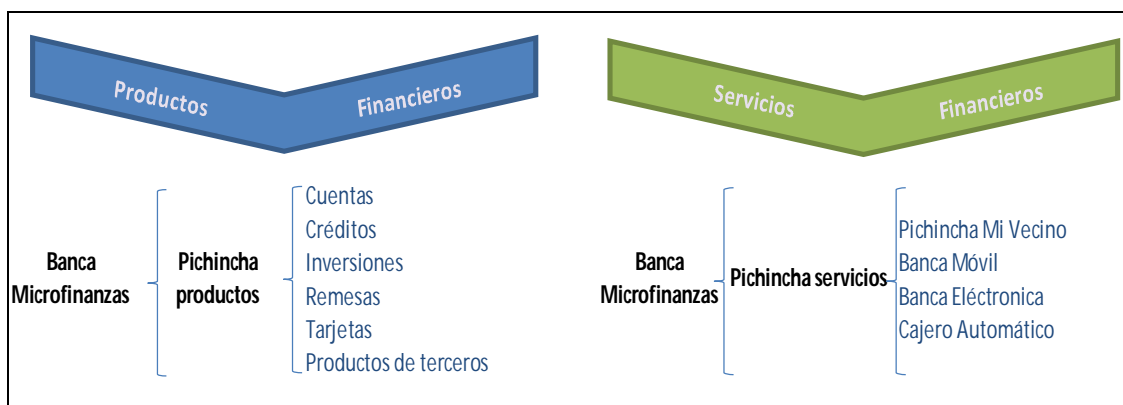 Productos Financieros
Banca
Microfinanzas
Pichincha
productos
Cuentas
Créditos
Inversiones
Remesas
Tarjetas
Productos de terceros
Servicios Financieros
Banca
Microfinanzas
Pichincha servicios
Pichincha Mi Vecino
Banca Móvil
Banca Eléctronica
Cajero Automático